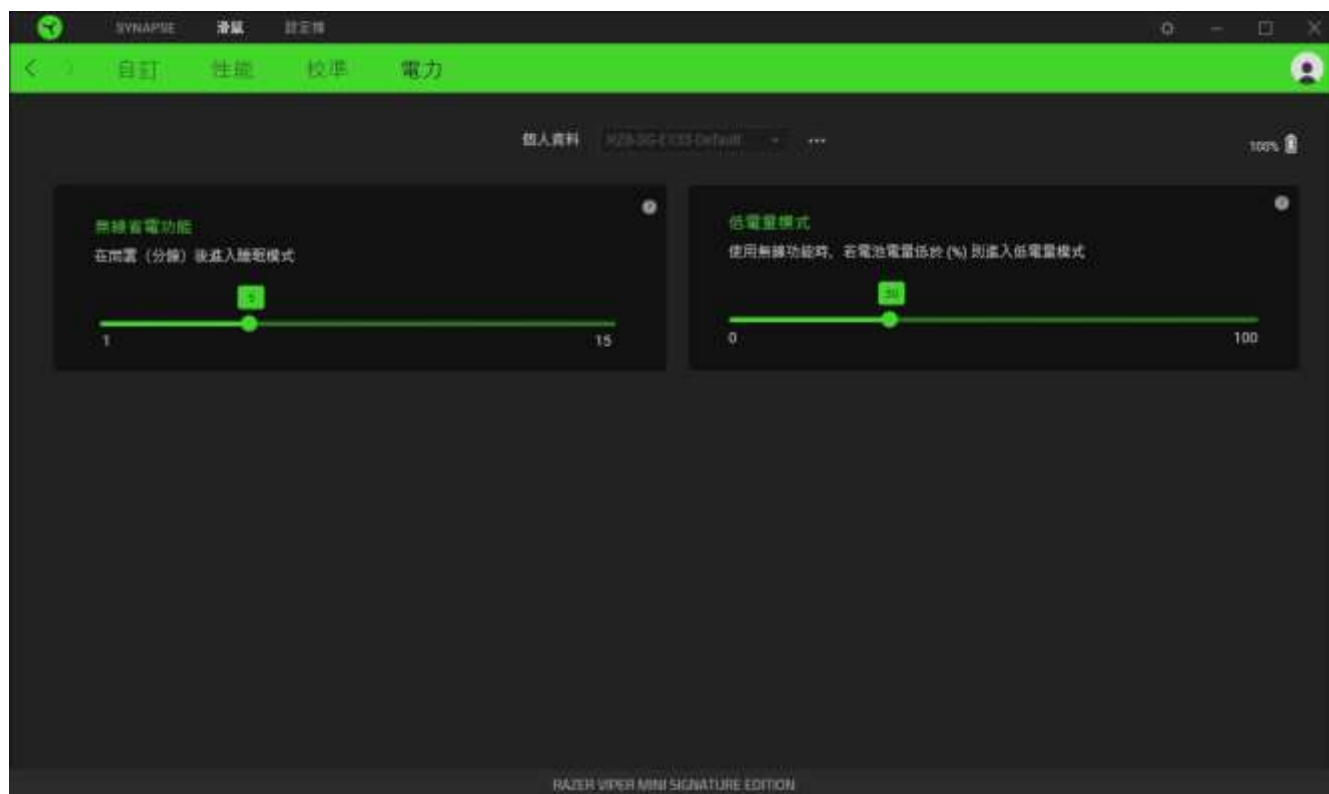 SYNAPSE 滑鼠 設定檔
自訂 性能 校準 電力
個人資料
100%
無線省電功能
在閒置（分鐘）後進入睡眠模式
5
1 15
低電量模式
使用無線功能時，若電池電量低於 (%) 則進入低電量模式
30
0 100
RAZER VIPER MINI SIGNATURE EDITION